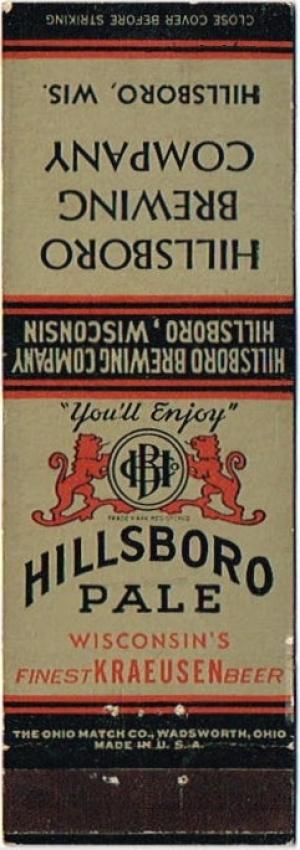 CLOSE COVER BEFORE STRIKING
HILLSBORO
BREWING
COMPANY
HILLSBORO, WIS.
HILLSBORO BREWING COMPANY
HILLSBORO, WISCONSIN
"You'll Enjoy"
HBCo
TRADE MARK REGISTERED
HILLSBORO
PALE
WISCONSIN'S
FINEST KRAEUSEN BEER
THE OHIO MATCH CO., WADSWORTH, OHIO
MADE IN U.S.A.